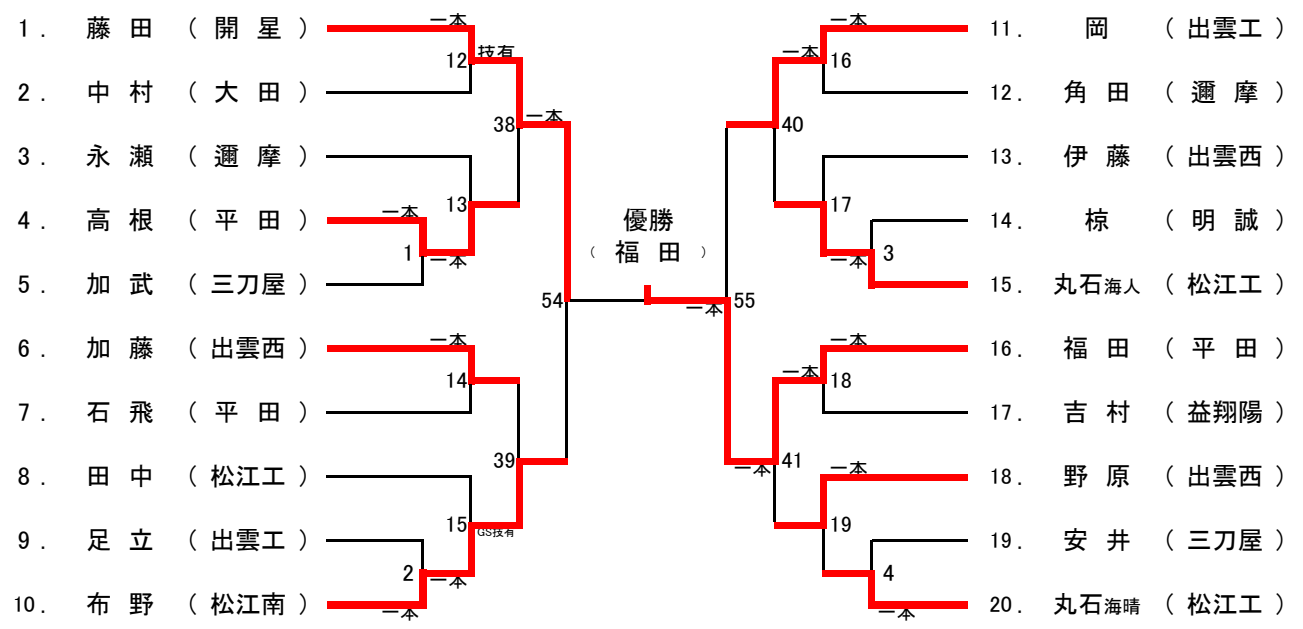 1. 藤田 (開星)
2. 中村 (大田)
3. 永瀬 (邇摩)
4. 高根 (平田)
5. 加武 (三刀屋)
6. 加藤 (出雲西)
7. 石飛 (平田)
8. 田中 (松江工)
9. 足立 (出雲工)
10. 布野 (松江南)
一本
12 技有
38 一本
13
一本
1 一本
54
一本
14
39
15 GS技有
2 一本
一本
優勝
(福田)
一本
一本 16
40
17
一本 3
一本 55
一本
一本 18
一本 41
一本
19
4
一本
11. 岡 (出雲工)
12. 角田 (邇摩)
13. 伊藤 (出雲西)
14. 椋 (明誠)
15. 丸石海人 (松江工)
16. 福田 (平田)
17. 吉村 (益翔陽)
18. 野原 (出雲西)
19. 安井 (三刀屋)
20. 丸石海晴 (松江工)